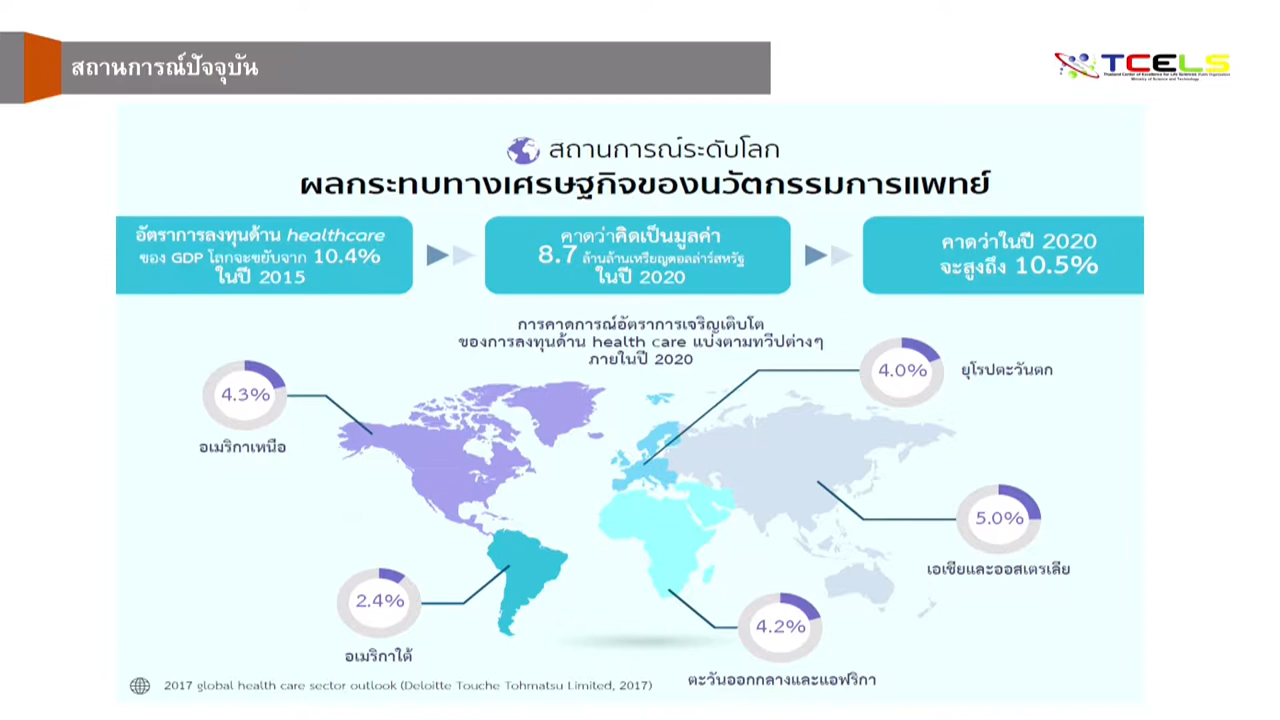 สถานการณ์ปัจจุบัน
TCELS
Thailand Center of Excellence for Life Sciences (Public Organization)
Ministry of Science and Technology
สถานการณ์ระดับโลก
ผลกระทบทางเศรษฐกิจของนวัตกรรมการแพทย์
อัตราการลงทุนด้าน healthcare
ของ GDP โลกจะขยับจาก 10.4%
ในปี 2015
คาดว่าคิดเป็นมูลค่า
8.7 ล้านล้านเหรียญดอลล่าร์สหรัฐ
ในปี 2020
คาดว่าในปี 2020
จะสูงถึง 10.5%
การคาดการณ์อัตราการเจริญเติบโต
ของการลงทุนด้าน health care แบ่งตามทวีปต่างๆ
ภายในปี 2020
4.3%
อเมริกาเหนือ
4.0%
ยุโรปตะวันตก
5.0%
เอเชียและออสเตรเลีย
2.4%
อเมริกาใต้
4.2%
ตะวันออกกลางและแอฟริกา
2017 global health care sector outlook (Deloitte Touche Tohmatsu Limited, 2017)